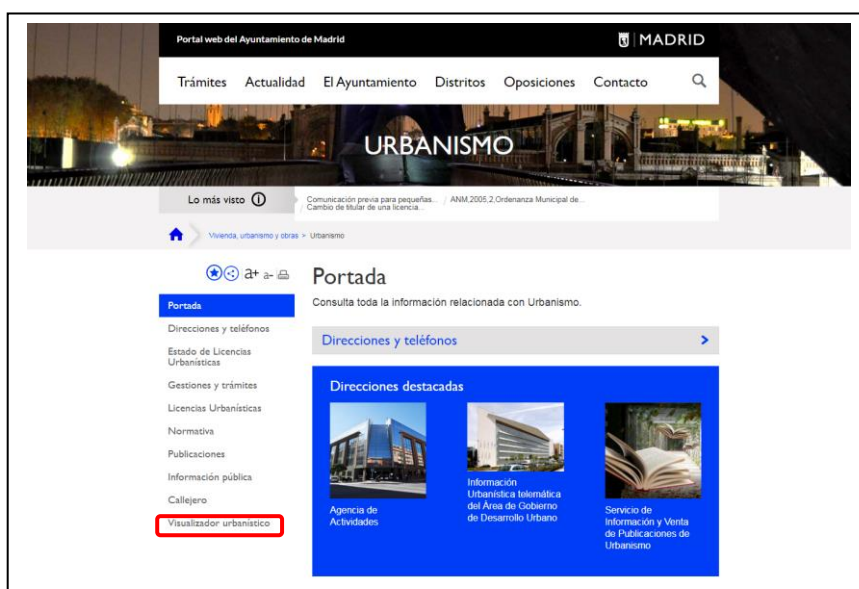 Portal web del Ayuntamiento de Madrid
MADRID
Trámites Actualidad El Ayuntamiento Distritos Oposiciones Contacto
URBANISMO
Lo más visto
Comunicación previa para pequeñas... / ANM,2005,2,Ordenanza Municipal de...
/ Cambio de titular de una licencia...
Vivienda, urbanismo y obras > Urbanismo
a+ a-
Portada
Direcciones y teléfonos
Estado de Licencias
Urbanísticas
Gestiones y trámites
Licencias Urbanísticas
Normativa
Publicaciones
Información pública
Callejero
Visualizador urbanístico
Portada
Consulta toda la información relacionada con Urbanismo.
Direcciones y teléfonos
Direcciones destacadas
Agencia de
Actividades
Información
Urbanística telemática
del Área de Gobierno
de Desarrollo Urbano
Servicio de
Información y Venta
de Publicaciones de
Urbanismo